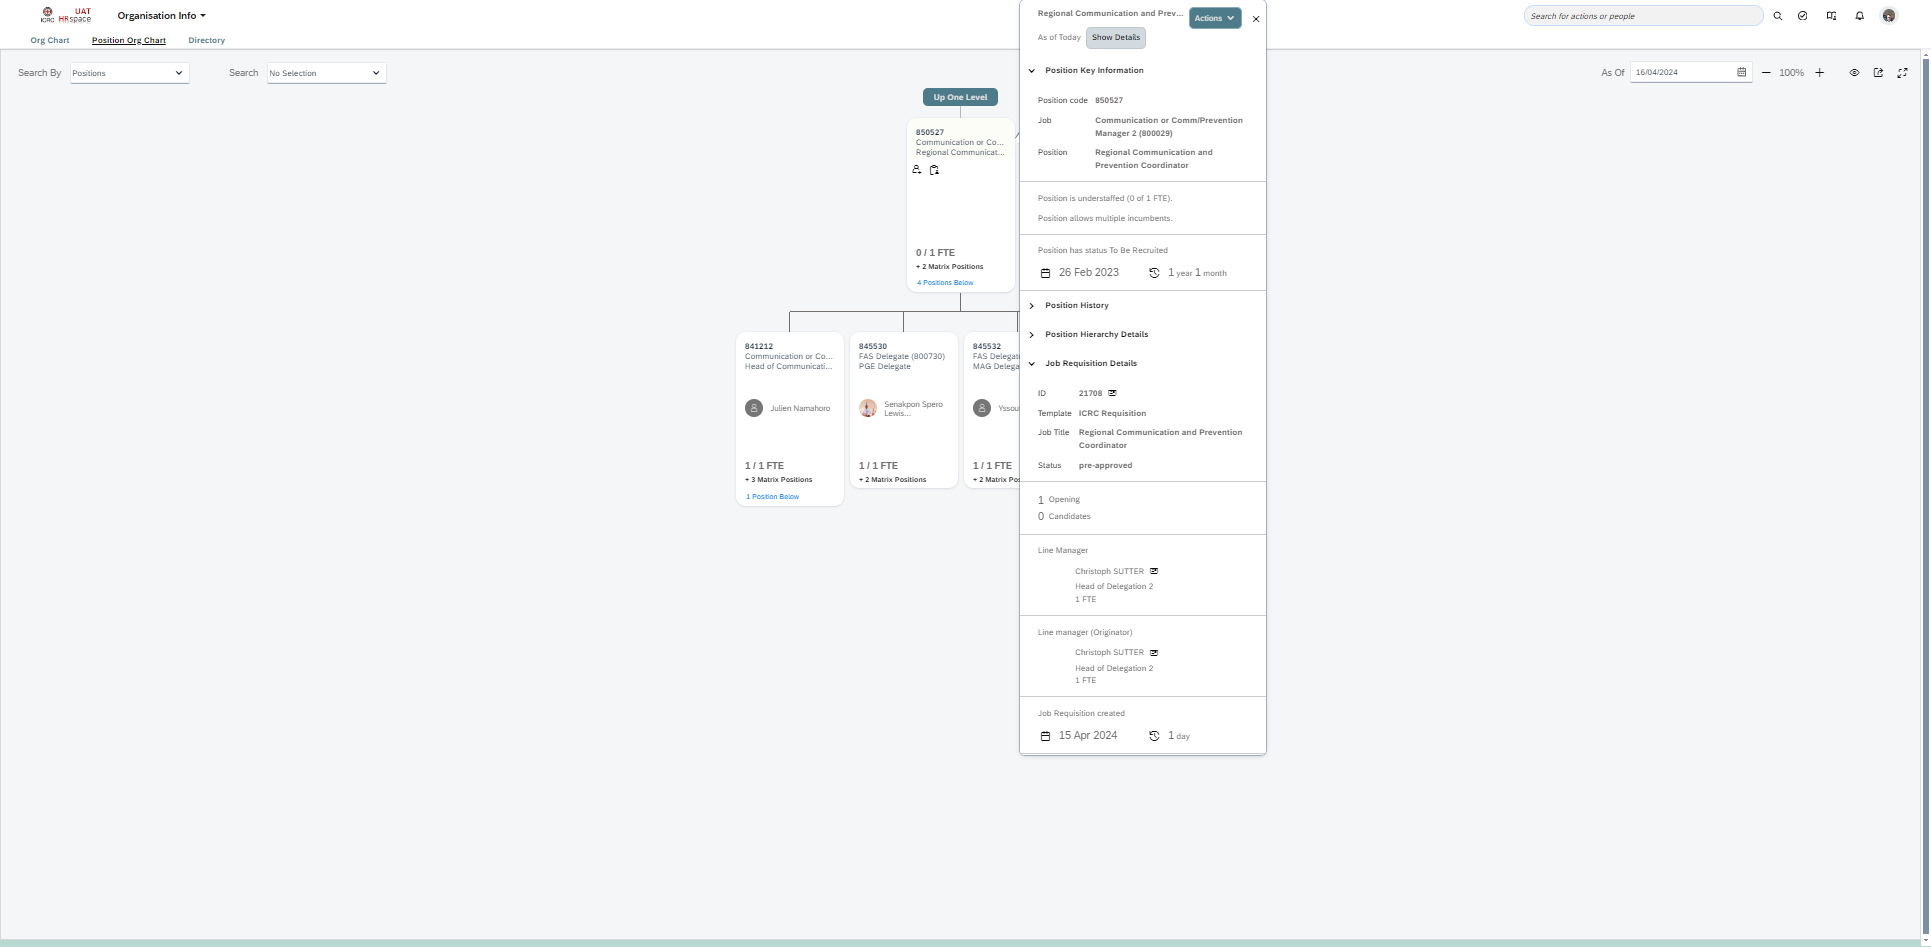 ICRC
UAT
HRspace
Organisation Info
Search for actions or people
Org Chart
Position Org Chart
Directory
Search By
Positions
Search
No Selection
As Of
16/04/2024
100%
Up One Level
850527
Communication or Co...
Regional Communicat...
0 / 1 FTE
+ 2 Matrix Positions
4 Positions Below
841212
Communication or Co...
Head of Communicati...
Julien Namahoro
1 / 1 FTE
+ 3 Matrix Positions
1 Position Below
845530
FAS Delegate (800730)
PGE Delegate
Senakpon Spero
Lewis...
1 / 1 FTE
+ 2 Matrix Positions
845532
FAS Delegat
MAG Delega
Yssou
1 / 1 FTE
+ 2 Matrix Po
Regional Communication and Prev...
Actions
As of Today
Show Details
Position Key Information
Position code 850527
Job Communication or Comm/Prevention
Manager 2 (800029)
Position Regional Communication and
Prevention Coordinator
Position is understaffed (0 of 1 FTE).
Position allows multiple incumbents.
Position has status To Be Recruited
26 Feb 2023 1 year 1 month
Position History
Position Hierarchy Details
Job Requisition Details
ID 21708
Template ICRC Requisition
Job Title Regional Communication and Prevention
Coordinator
Status pre-approved
1 Opening
0 Candidates
Line Manager
Christoph SUTTER
Head of Delegation 2
1 FTE
Line manager (Originator)
Christoph SUTTER
Head of Delegation 2
1 FTE
Job Requisition created
15 Apr 2024 1 day